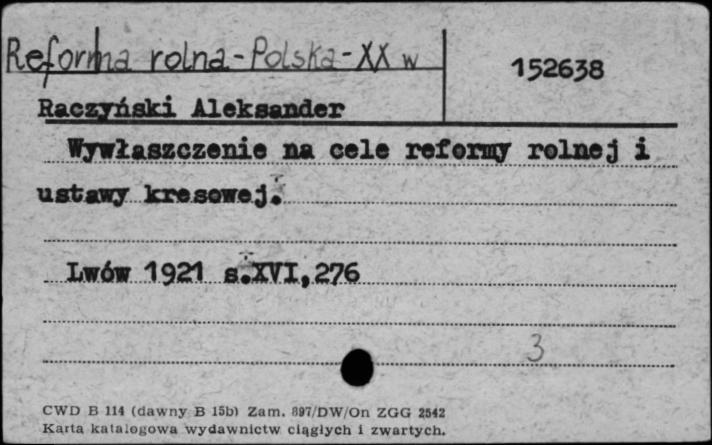 Reforma rolna - Polska - XX w
152638
Raczyński Aleksander
Wywłaszczenie na cele reformy rolnej i
ustawy kresowej.
Lwów 1921 s.XVI,276
3
CWD B 114 (dawny B 15b) Zam. 897/DW/On ZGG 2542
Karta katalogowa wydawnictw ciągłych i zwartych.